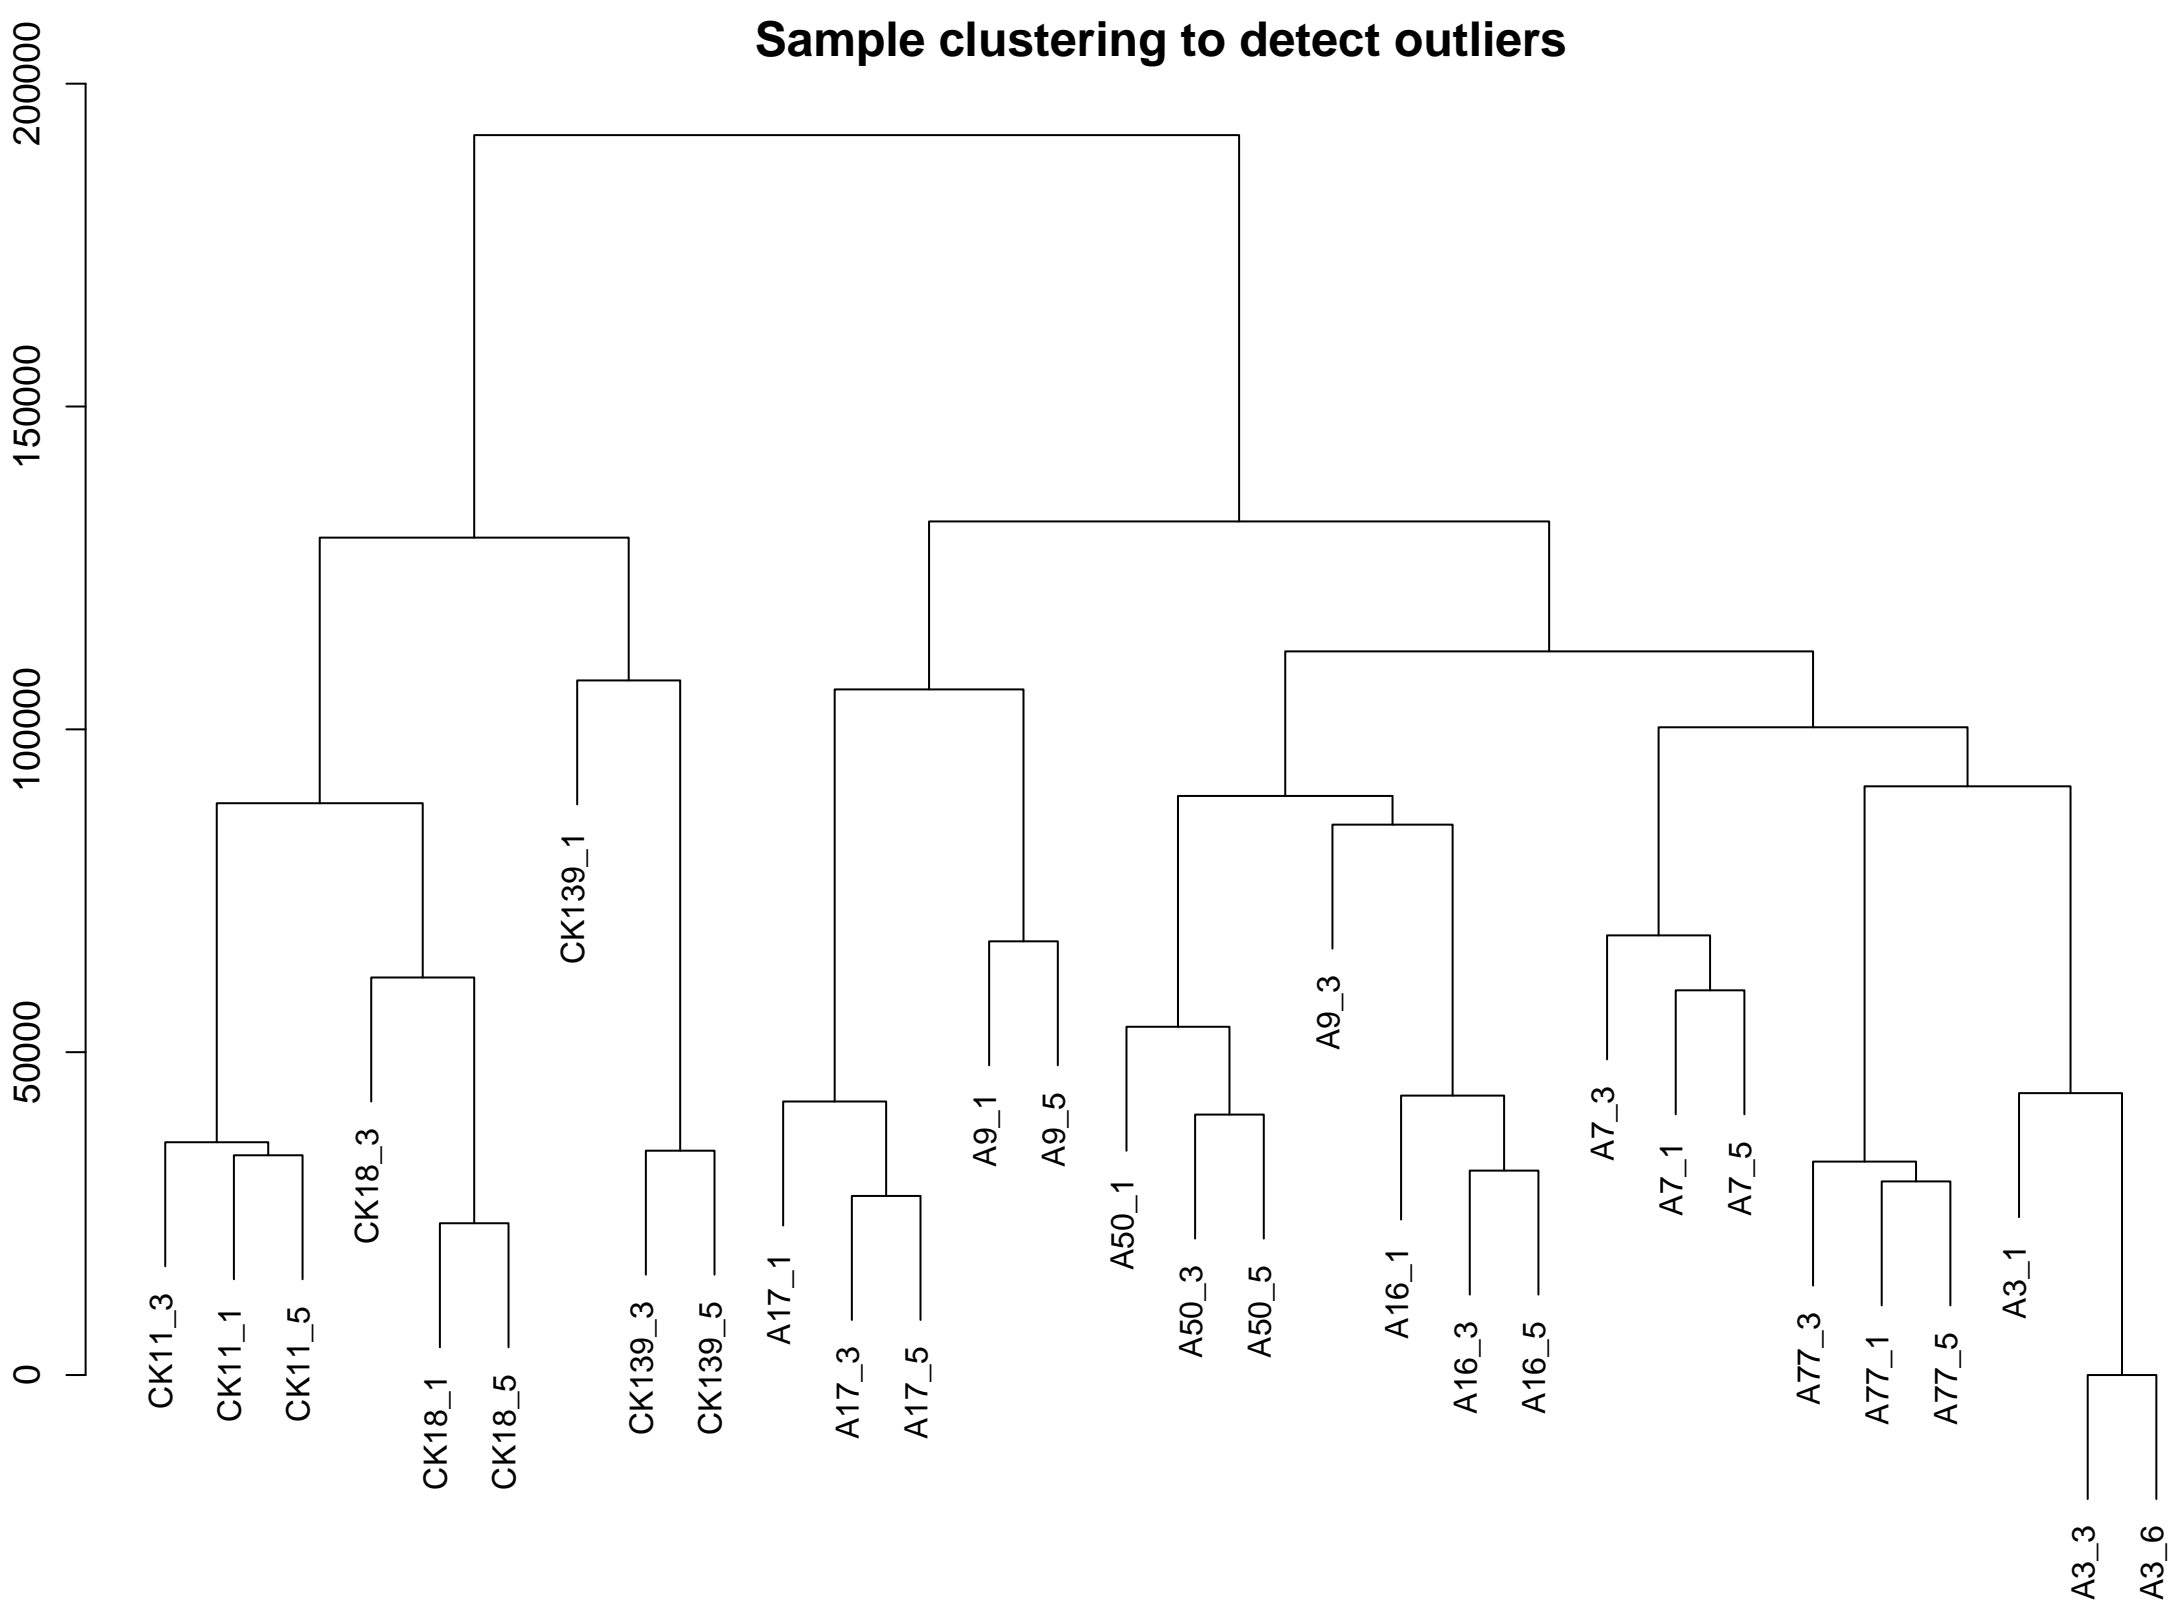 Sample clustering to detect outliers
200000
150000
100000
50000
0
CK11_3
CK11_1
CK11_5
CK18_3
CK18_1
CK18_5
CK139_1
CK139_3
CK139_5
A17_1
A17_3
A17_5
A9_1
A9_5
A50_1
A50_3
A50_5
A9_3
A16_1
A16_3
A16_5
A7_3
A7_1
A7_5
A77_3
A77_1
A77_5
A3_1
A3_3
A3_6